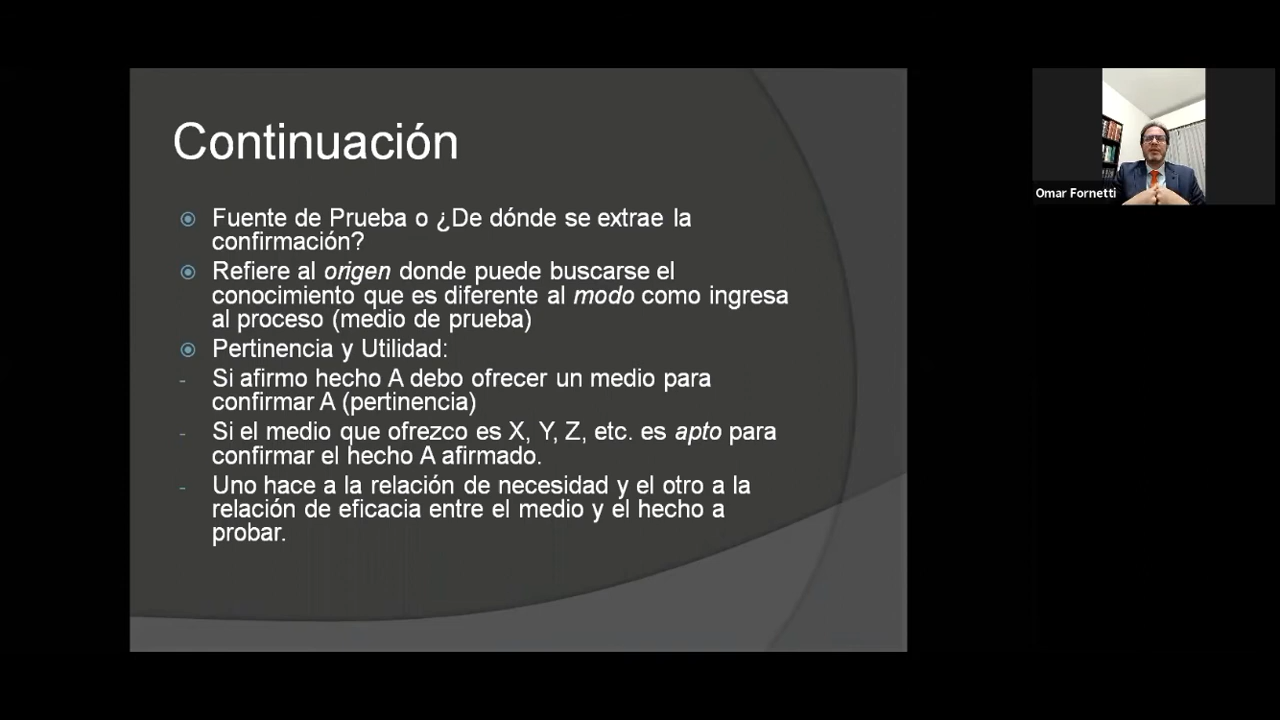 Continuación
Fuente de Prueba o ¿De dónde se extrae la
confirmación?
Refiere al origen donde puede buscarse el
conocimiento que es diferente al modo como ingresa
al proceso (medio de prueba)
Pertinencia y Utilidad:
- Si afirmo hecho A debo ofrecer un medio para
confirmar A (pertinencia)
- Si el medio que ofrezco es X, Y, Z, etc. es apto para
confirmar el hecho A afirmado.
- Uno hace a la relación de necesidad y el otro a la
relación de eficacia entre el medio y el hecho a
probar.
Omar Fornetti